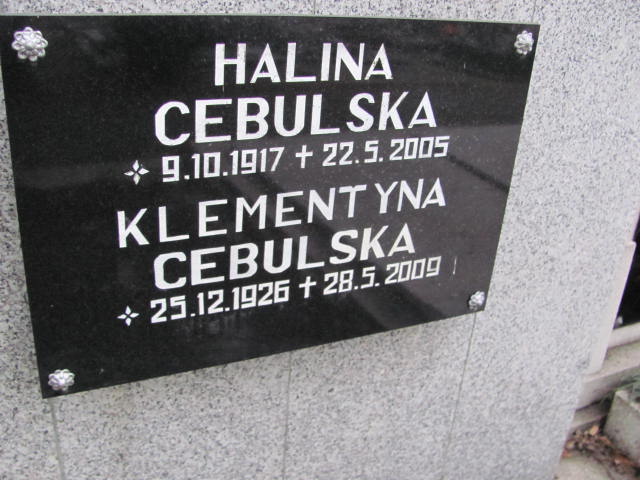 HALINA
CEBULSKA
9.10.1917 + 22.5.2005
KLEMENTYNA
CEBULSKA
25.12.1926 + 28.5.2009